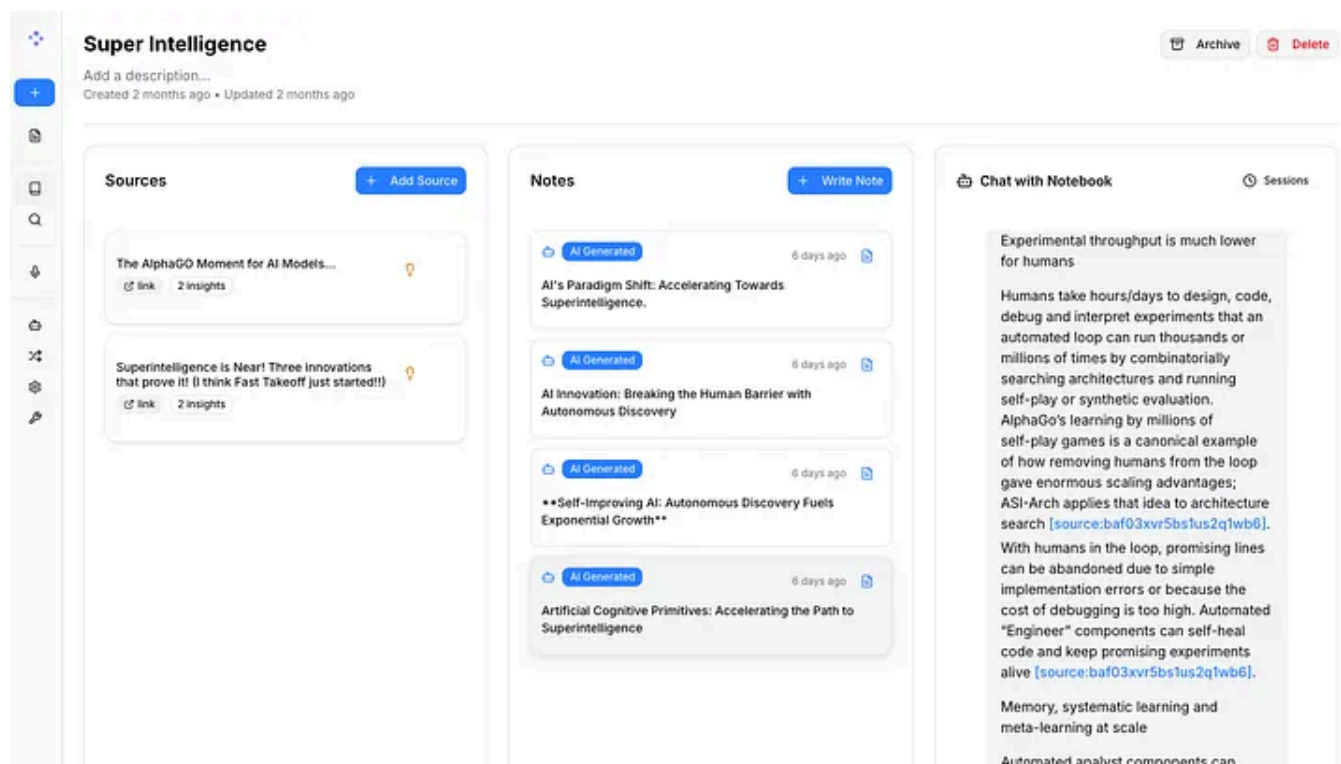 Super Intelligence
Archive
Delete
Add a description...
Created 2 months ago • Updated 2 months ago
Sources
+ Add Source
The AlphaGO Moment for AI Models...
link
2 insights
Superintelligence is Near! Three innovations
that prove it! (I think Fast Takeoff just started!!)
link
2 insights
Notes
+ Write Note
AI Generated
6 days ago
AI's Paradigm Shift: Accelerating Towards
Superintelligence.
AI Generated
6 days ago
AI Innovation: Breaking the Human Barrier with
Autonomous Discovery
AI Generated
6 days ago
**Self-Improving AI: Autonomous Discovery Fuels
Exponential Growth**
AI Generated
6 days ago
Artificial Cognitive Primitives: Accelerating the Path to
Superintelligence
Chat with Notebook
Sessions
Experimental throughput is much lower
for humans
Humans take hours/days to design, code,
debug and interpret experiments that an
automated loop can run thousands or
millions of times by combinatorially
searching architectures and running
self-play or synthetic evaluation.
AlphaGo's learning by millions of
self-play games is a canonical example
of how removing humans from the loop
gave enormous scaling advantages;
ASI-Arch applies that idea to architecture
search [source:baf03xvr5bs1us2q1wb6].
With humans in the loop, promising lines
can be abandoned due to simple
implementation errors or because the
cost of debugging is too high. Automated
"Engineer" components can self-heal
code and keep promising experiments
alive [source:baf03xvr5bs1us2q1wb6].
Memory, systematic learning and
meta-learning at scale
Automated analyst components can